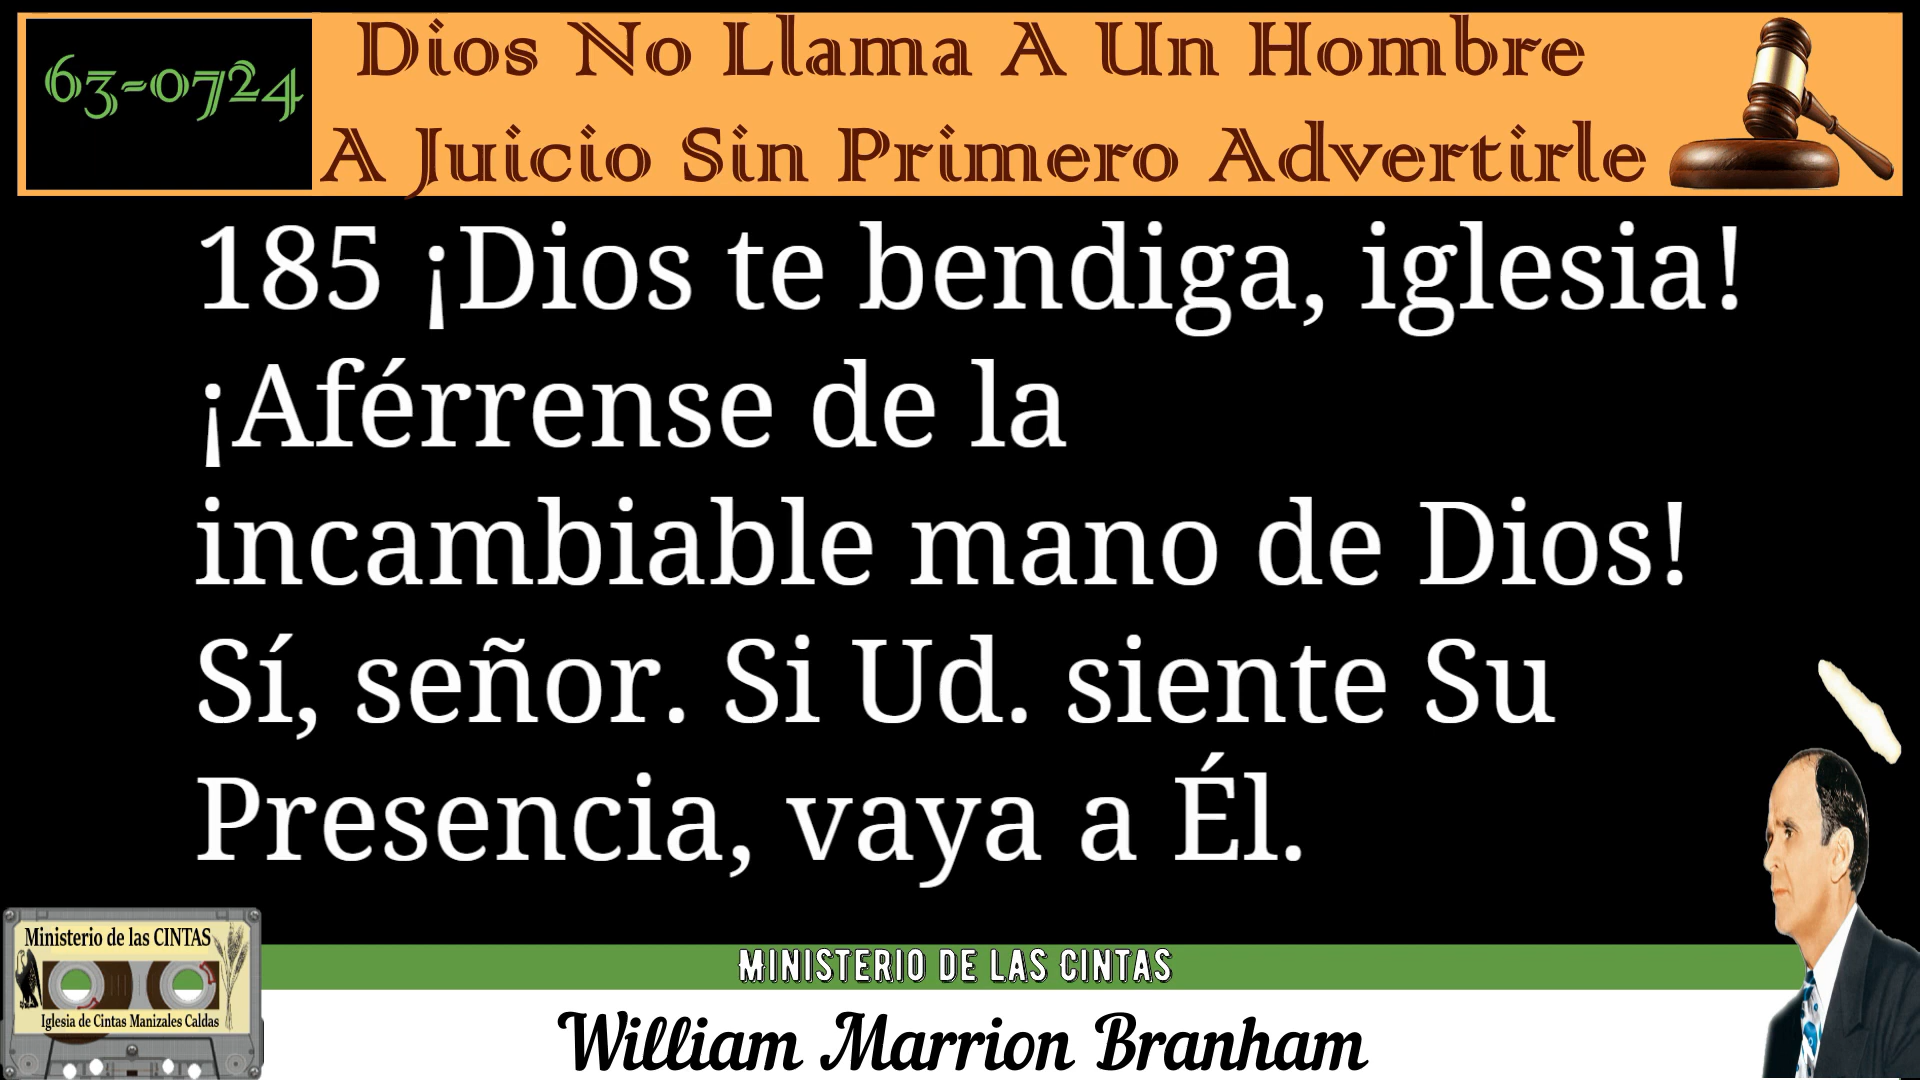 63-0724
Dios No Llama A Un Hombre
A Juicio Sin Primero Advertirle
185 ¡Dios te bendiga, iglesia!
¡Aférrense de la
incambiable mano de Dios!
Sí, señor. Si Ud. siente Su
Presencia, vaya a Él.
Ministerio de las CINTAS
Iglesia de Cintas Manizales Caldas
MINISTERIO DE LAS CINTAS
William Marrion Branham